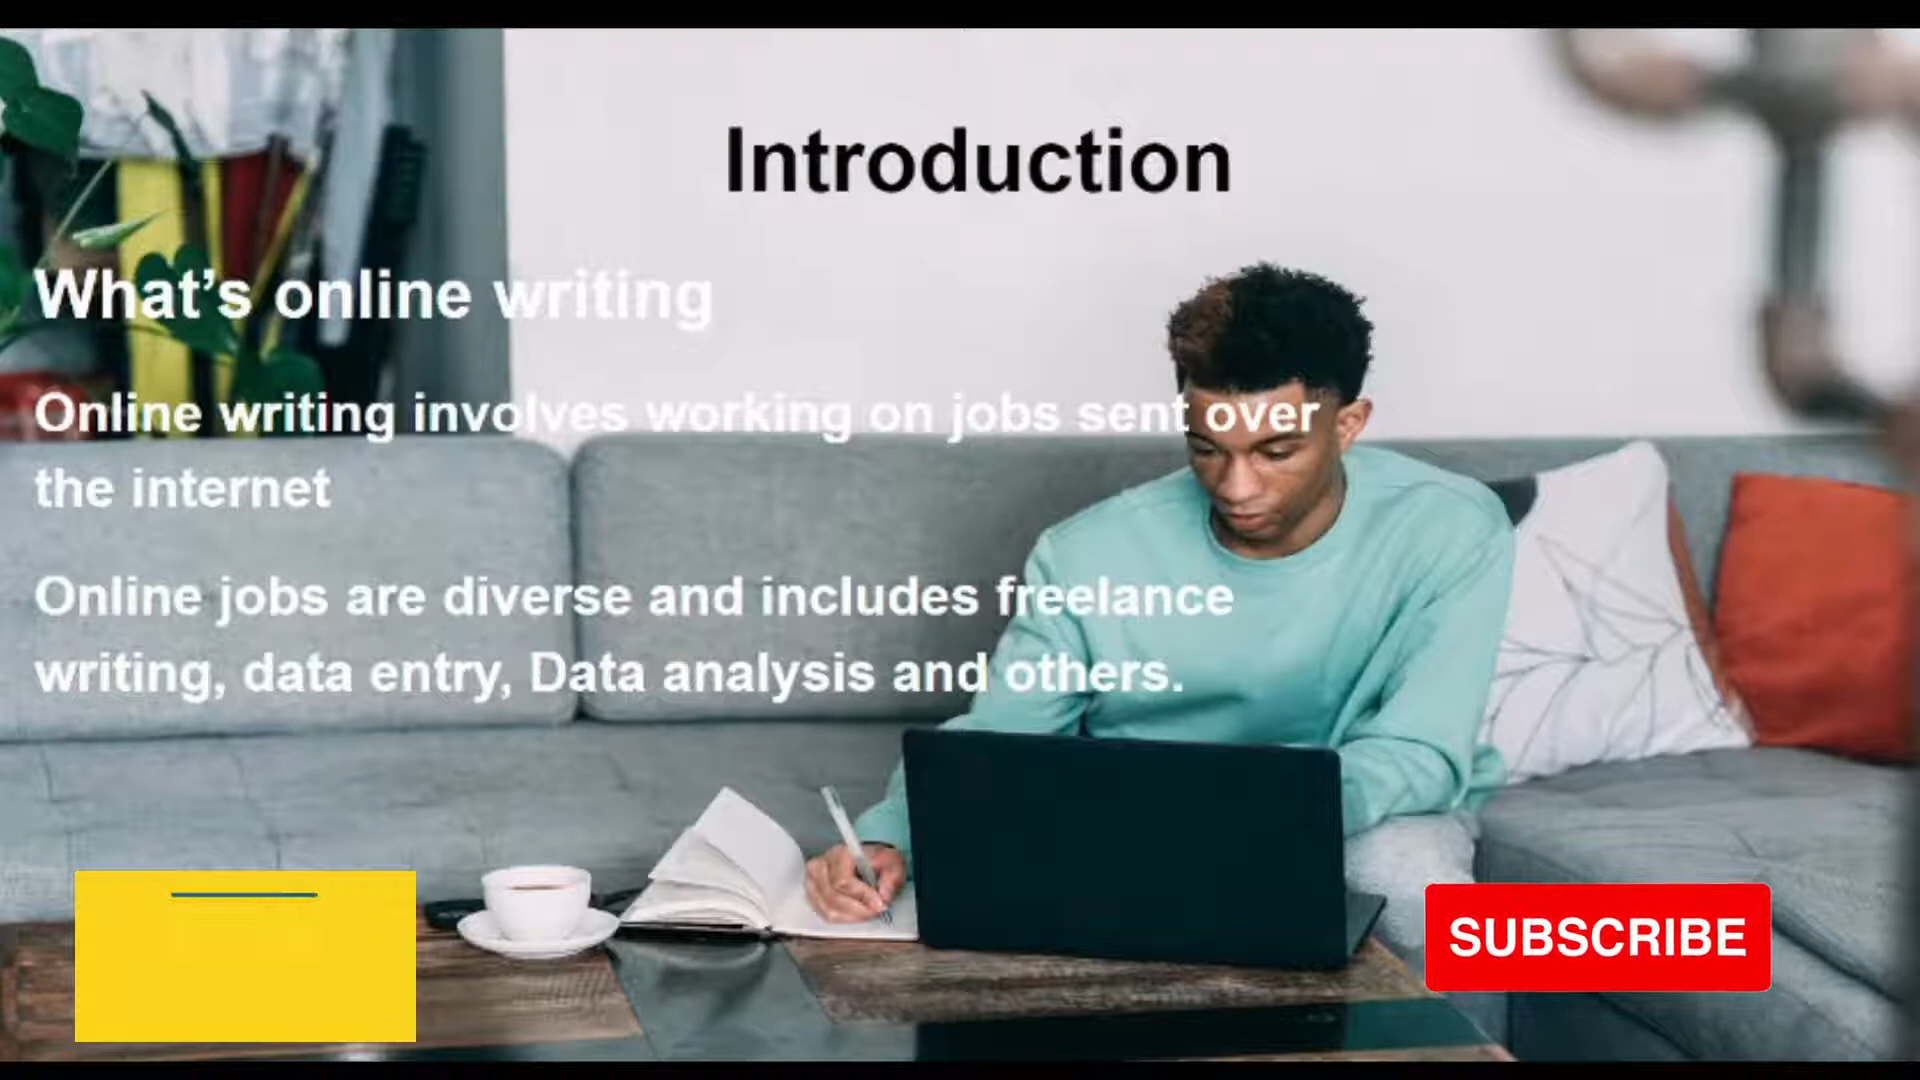 Introduction
What’s online writing
Online writing involves working on jobs sent over
the internet
Online jobs are diverse and includes freelance
writing, data entry, Data analysis and others.
SUBSCRIBE